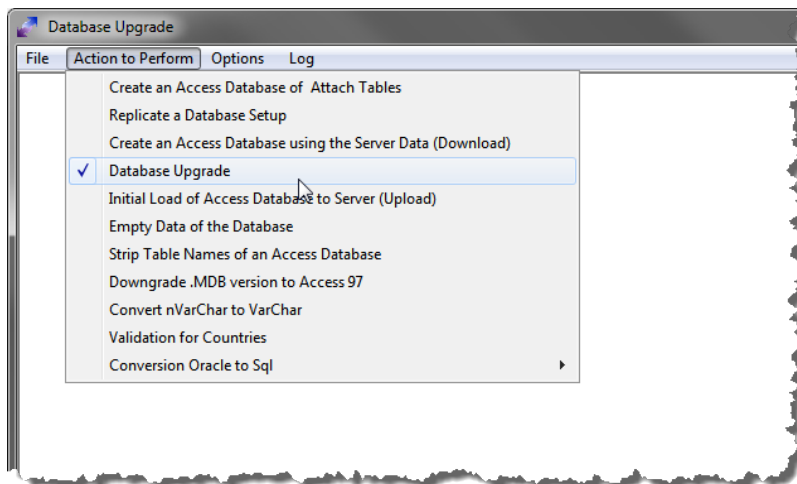 Database Upgrade
File Action to Perform Options Log
Create an Access Database of Attach Tables
Replicate a Database Setup
Create an Access Database using the Server Data (Download)
Database Upgrade
Initial Load of Access Database to Server (Upload)
Empty Data of the Database
Strip Table Names of an Access Database
Downgrade .MDB version to Access 97
Convert nVarChar to VarChar
Validation for Countries
Conversion Oracle to Sql